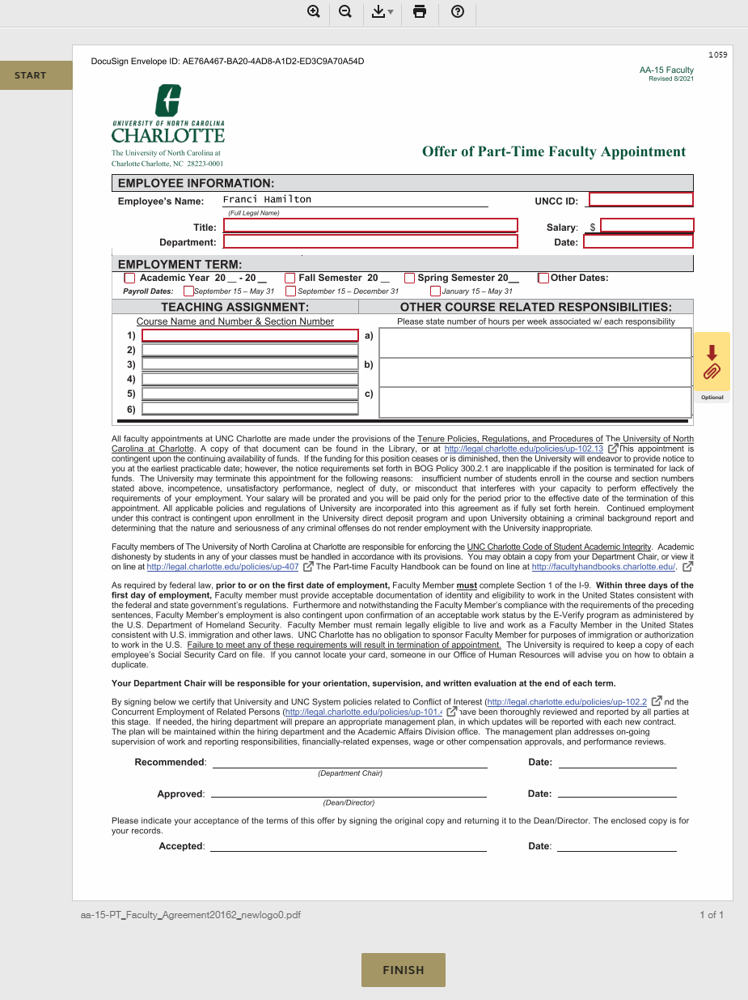 DocuSign Envelope ID: AE76A467-BA20-4AD8-A1D2-ED3C9A70A54D
1059
START
AA-15 Faculty
Revised 8/2021
UNIVERSITY OF NORTH CAROLINA
CHARLOTTE
The University of North Carolina at
Charlotte Charlotte, NC 28223-0001
Offer of Part-Time Faculty Appointment
EMPLOYEE INFORMATION:
Employee's Name: Franci Hamilton UNCC ID:
(Full Legal Name)
Title: Salary: $
Department: Date:
EMPLOYMENT TERM:
Academic Year 20 __ - 20 __ Fall Semester 20 __ Spring Semester 20__ Other Dates:
Payroll Dates: September 15 – May 31 September 15 – December 31 January 15 – May 31
TEACHING ASSIGNMENT: OTHER COURSE RELATED RESPONSIBILITIES:
Course Name and Number & Section Number Please state number of hours per week associated w/ each responsibility
1) a)
2)
3) b)
4)
5) c)
6)
Optional
All faculty appointments at UNC Charlotte are made under the provisions of the Tenure Policies, Regulations, and Procedures of The University of North
Carolina at Charlotte. A copy of that document can be found in the Library, or at http://legal.charlotte.edu/policies/up-102.13 This appointment is
contingent upon the continuing availability of funds. If the funding for this position ceases or is diminished, then the University will endeavor to provide notice to
you at the earliest practicable date; however, the notice requirements set forth in BOG Policy 300.2.1 are inapplicable if the position is terminated for lack of
funds. The University may terminate this appointment for the following reasons: insufficient number of students enroll in the course and section numbers
stated above, incompetence, unsatisfactory performance, neglect of duty, or misconduct that interferes with your capacity to perform effectively the
requirements of your employment. Your salary will be prorated and you will be paid only for the period prior to the effective date of the termination of this
appointment. All applicable policies and regulations of University are incorporated into this agreement as if fully set forth herein. Continued employment
under this contract is contingent upon enrollment in the University direct deposit program and upon University obtaining a criminal background report and
determining that the nature and seriousness of any criminal offenses do not render employment with the University inappropriate.
Faculty members of The University of North Carolina at Charlotte are responsible for enforcing the UNC Charlotte Code of Student Academic Integrity. Academic
dishonesty by students in any of your classes must be handled in accordance with its provisions. You may obtain a copy from your Department Chair, or view it
on line at http://legal.charlotte.edu/policies/up-407 The Part-time Faculty Handbook can be found on line at http://facultyhandbooks.charlotte.edu/.
As required by federal law, prior to or on the first date of employment, Faculty Member must complete Section 1 of the I-9. Within three days of the
first day of employment, Faculty member must provide acceptable documentation of identity and eligibility to work in the United States consistent with
the federal and state government's regulations. Furthermore and notwithstanding the Faculty Member's compliance with the requirements of the preceding
sentences, Faculty Member's employment is also contingent upon confirmation of an acceptable work status by the E-Verify program as administered by
the U.S. Department of Homeland Security. Faculty Member must remain legally eligible to live and work as a Faculty Member in the United States
consistent with U.S. immigration and other laws. UNC Charlotte has no obligation to sponsor Faculty Member for purposes of immigration or authorization
to work in the U.S. Failure to meet any of these requirements will result in termination of appointment. The University is required to keep a copy of each
employee's Social Security Card on file. If you cannot locate your card, someone in our Office of Human Resources will advise you on how to obtain a
duplicate.
Your Department Chair will be responsible for your orientation, supervision, and written evaluation at the end of each term.
By signing below we certify that University and UNC System policies related to Conflict of Interest (http://legal.charlotte.edu/policies/up-102.2 nd the
Concurrent Employment of Related Persons (http://legal.charlotte.edu/policies/up-101.4 have been thoroughly reviewed and reported by all parties at
this stage. If needed, the hiring department will prepare an appropriate management plan, in which updates will be reported with each new contract.
The plan will be maintained within the hiring department and the Academic Affairs Division office. The management plan addresses on-going
supervision of work and reporting responsibilities, financially-related expenses, wage or other compensation approvals, and performance reviews.
Recommended: Date:
(Department Chair)
Approved: Date:
(Dean/Director)
Please indicate your acceptance of the terms of this offer by signing the original copy and returning it to the Dean/Director. The enclosed copy is for
your records.
Accepted: Date:
aa-15-PT_Faculty_Agreement20162_newlogo0.pdf 1 of 1
FINISH